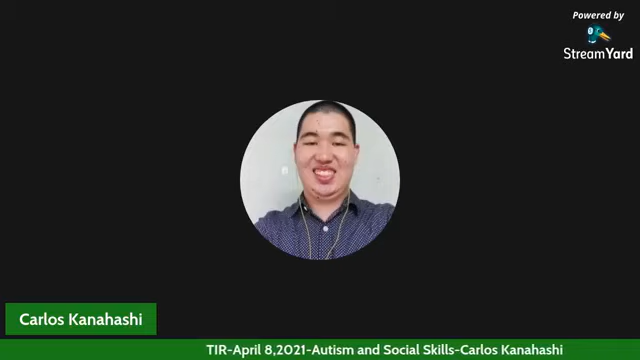 Powered by
StreamYard
Carlos Kanahashi
TIR-April 8,2021-Autism and Social Skills-Carlos Kanahashi